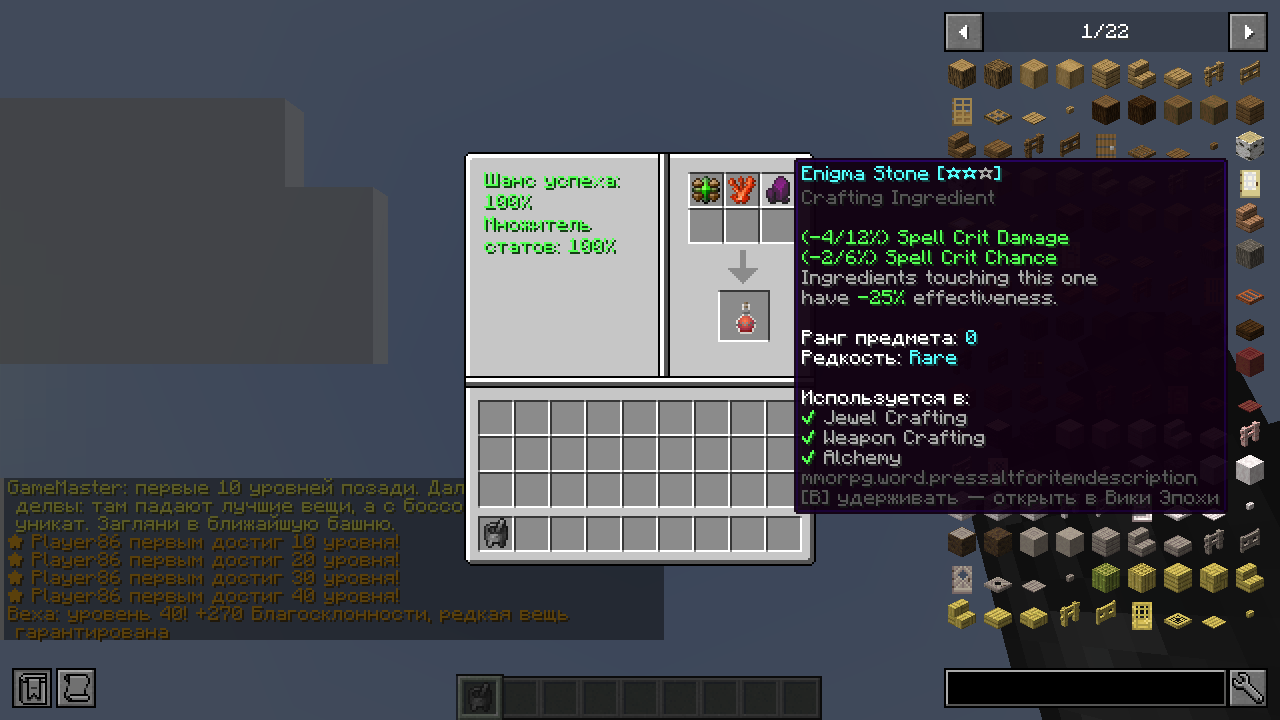 1/22
Шанс успеха:
100%
Множитель
статов: 100%
Enigma Stone [★★☆]
Crafting Ingredient
(-4/12%) Spell Crit Damage
(-2/6%) Spell Crit Chance
Ingredients touching this one
have -25% effectiveness.
Ранг предмета: 0
Редкость: Rare
Используется в:
✔ Jewel Crafting
✔ Weapon Crafting
✔ Alchemy
mmorpg.word.pressaltforitemdescription
[B] удерживать — открыть в Вики Эпохи
GameMaster: первые 10 уровней позади. Дал
делвы: там падают лучшие вещи, а с боссо
уникат. Загляни в ближайшую башню.
★ Player86 первым достиг 10 уровня!
★ Player86 первым достиг 20 уровня!
★ Player86 первым достиг 30 уровня!
★ Player86 первым достиг 40 уровня!
Веха: уровень 40! +270 Благосклонности, редкая вещь
гарантирована